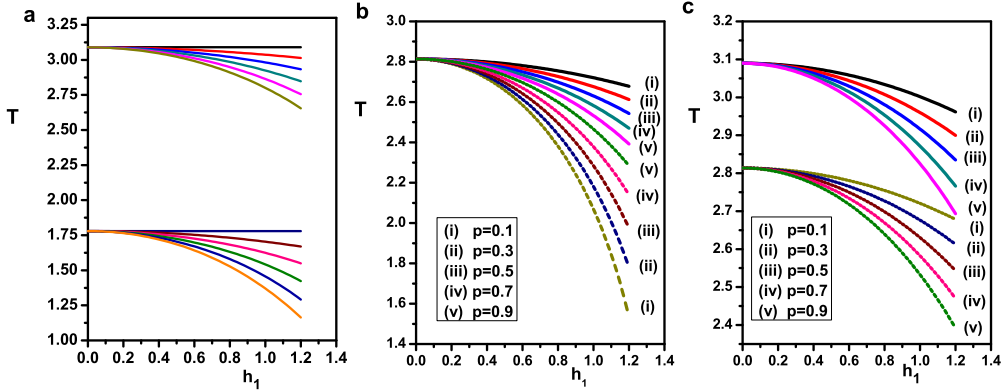 a
3.25
3.00
2.75
2.50
2.25
2.00
1.75
1.50
1.25
1.00
T
0.0 0.2 0.4 0.6 0.8 1.0 1.2 1.4
h1
b
3.0
2.8
2.6
2.4
2.2
2.0
1.8
1.6
1.4
T
(i)
(ii)
(iii)
(iv)
(v)
(v)
(iv)
(iii)
(ii)
(i)
(i) p=0.1
(ii) p=0.3
(iii) p=0.5
(iv) p=0.7
(v) p=0.9
0.0 0.2 0.4 0.6 0.8 1.0 1.2 1.4
h1
c
3.2
3.1
3.0
2.9
2.8
2.7
2.6
2.5
2.4
T
(i)
(ii)
(iii)
(iv)
(v)
(i)
(ii)
(iii)
(iv)
(v)
(i) p=0.1
(ii) p=0.3
(iii) p=0.5
(iv) p=0.7
(v) p=0.9
0.0 0.2 0.4 0.6 0.8 1.0 1.2 1.4
h1